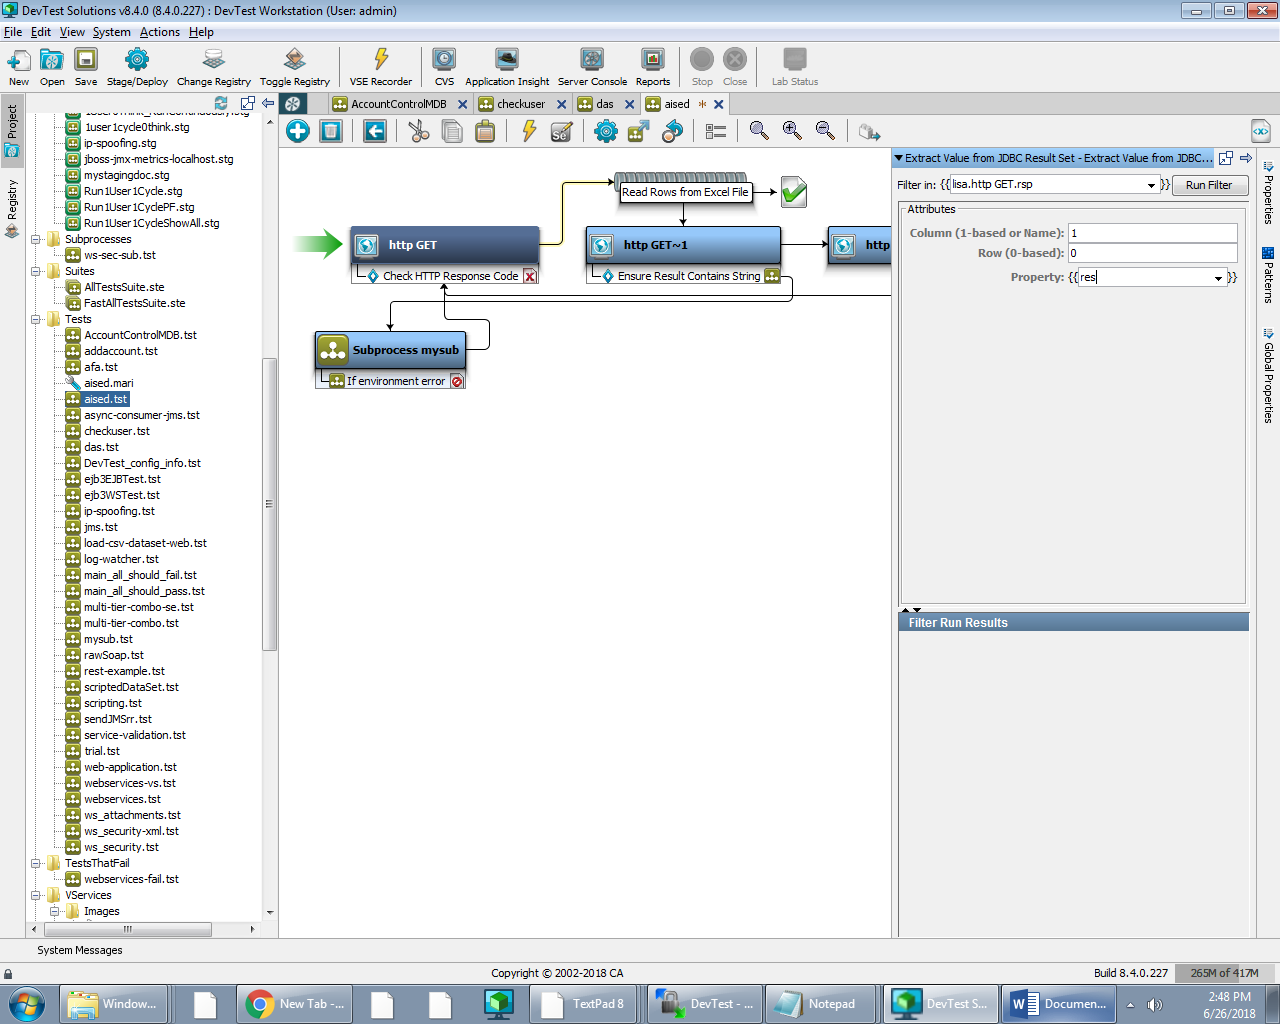 DevTest Solutions v8.4.0 (8.4.0.227) : DevTest Workstation (User: admin)
File Edit View System Actions Help
New Open Save Stage/Deploy Change Registry Toggle Registry VSE Recorder CVS Application Insight Server Console Reports Stop Close Lab Status
Project
Registry
1user1cycle0think.stg
ip-spoofing.stg
jboss-jmx-metrics-localhost.stg
mystagingdoc.stg
Run1User1Cycle.stg
Run1User1CyclePF.stg
Run1User1CycleShowAll.stg
Subprocesses
ws-sec-sub.tst
Suites
AllTestsSuite.ste
FastAllTestsSuite.ste
Tests
AccountControlMDB.tst
addaccount.tst
afa.tst
aised.mari
aised.tst
async-consumer-jms.tst
checkuser.tst
das.tst
DevTest_config_info.tst
ejb3EJBTest.tst
ejb3WSTest.tst
ip-spoofing.tst
jms.tst
load-csv-dataset-web.tst
log-watcher.tst
main_all_should_fail.tst
main_all_should_pass.tst
multi-tier-combo-se.tst
multi-tier-combo.tst
mysub.tst
rawSoap.tst
rest-example.tst
scriptedDataSet.tst
scripting.tst
sendJMSrr.tst
service-validation.tst
trial.tst
web-application.tst
webservices-vs.tst
webservices.tst
ws_attachments.tst
ws_security-xml.tst
ws_security.tst
TestsThatFail
webservices-fail.tst
VServices
Images
AccountControlMDB checkuser das aised
Read Rows from Excel File
http GET
Check HTTP Response Code
http GET~1
Ensure Result Contains String
http
Subprocess mysub
If environment error
Extract Value from JDBC Result Set - Extract Value from JDBC...
Filter in: {{lisa.http GET.rsp }} Run Filter
Attributes
Column (1-based or Name): 1
Row (0-based): 0
Property: {{res }}
Filter Run Results
Properties
Patterns
Global Properties
System Messages
Copyright © 2002-2018 CA
Build 8.4.0.227 265M of 417M
Window... New Tab -... TextPad 8 DevTest - ... Notepad DevTest S... Documen...
2:48 PM
6/26/2018